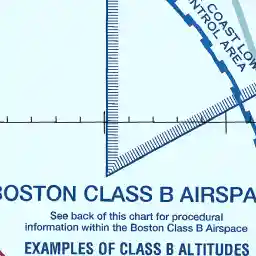 COAST LOW
CONTROL AREA
BOSTON CLASS B AIRSPA
See back of this chart for procedural
information within the Boston Class B Airspace
EXAMPLES OF CLASS B ALTITUDES